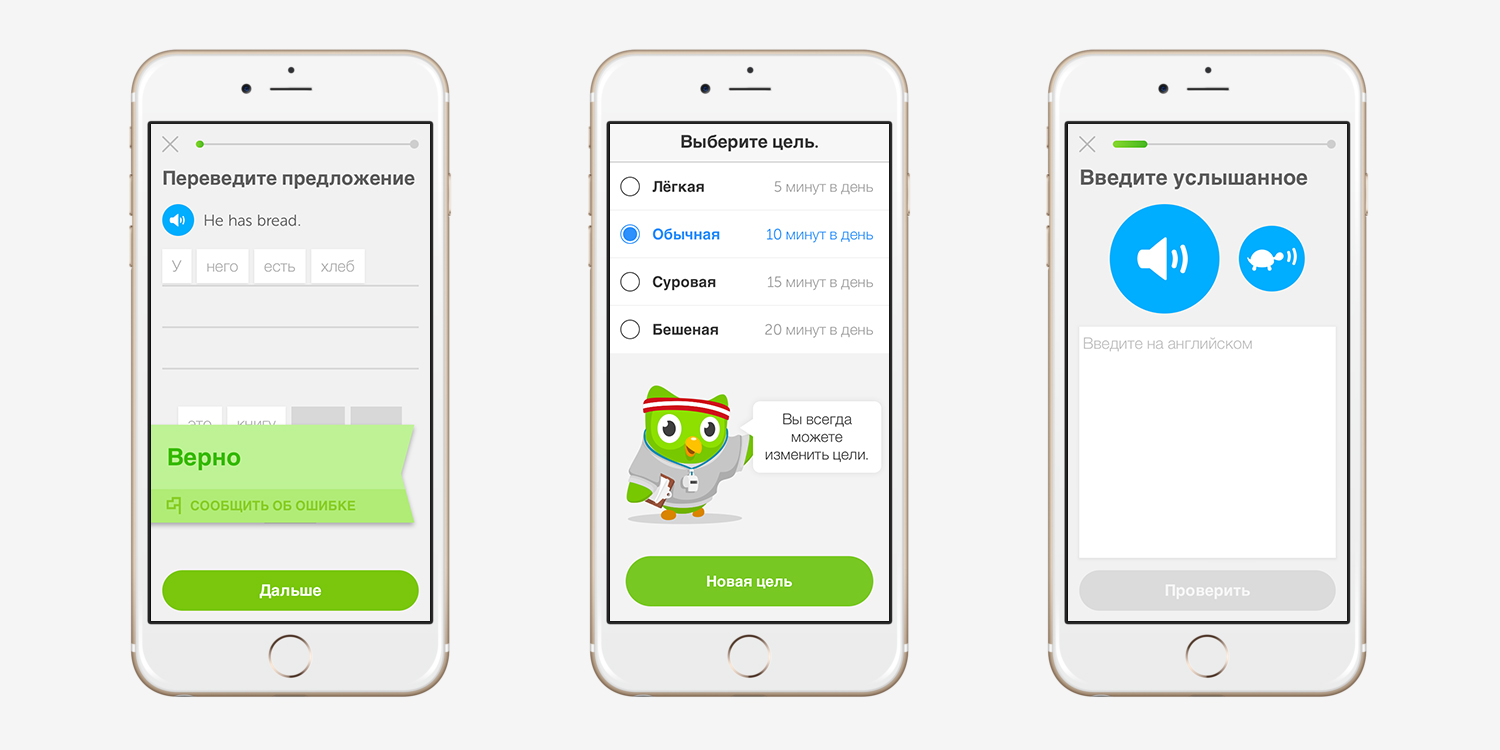 Переведите предложение
He has bread.
У него есть хлеб
это книгу
Верно
СООБЩИТЬ ОБ ОШИБКЕ
Дальше
Выберите цель.
Лёгкая 5 минут в день
Обычная 10 минут в день
Суровая 15 минут в день
Бешеная 20 минут в день
Вы всегда
можете
изменить цели.
Новая цель
Введите услышанное
Введите на английском
Проверить